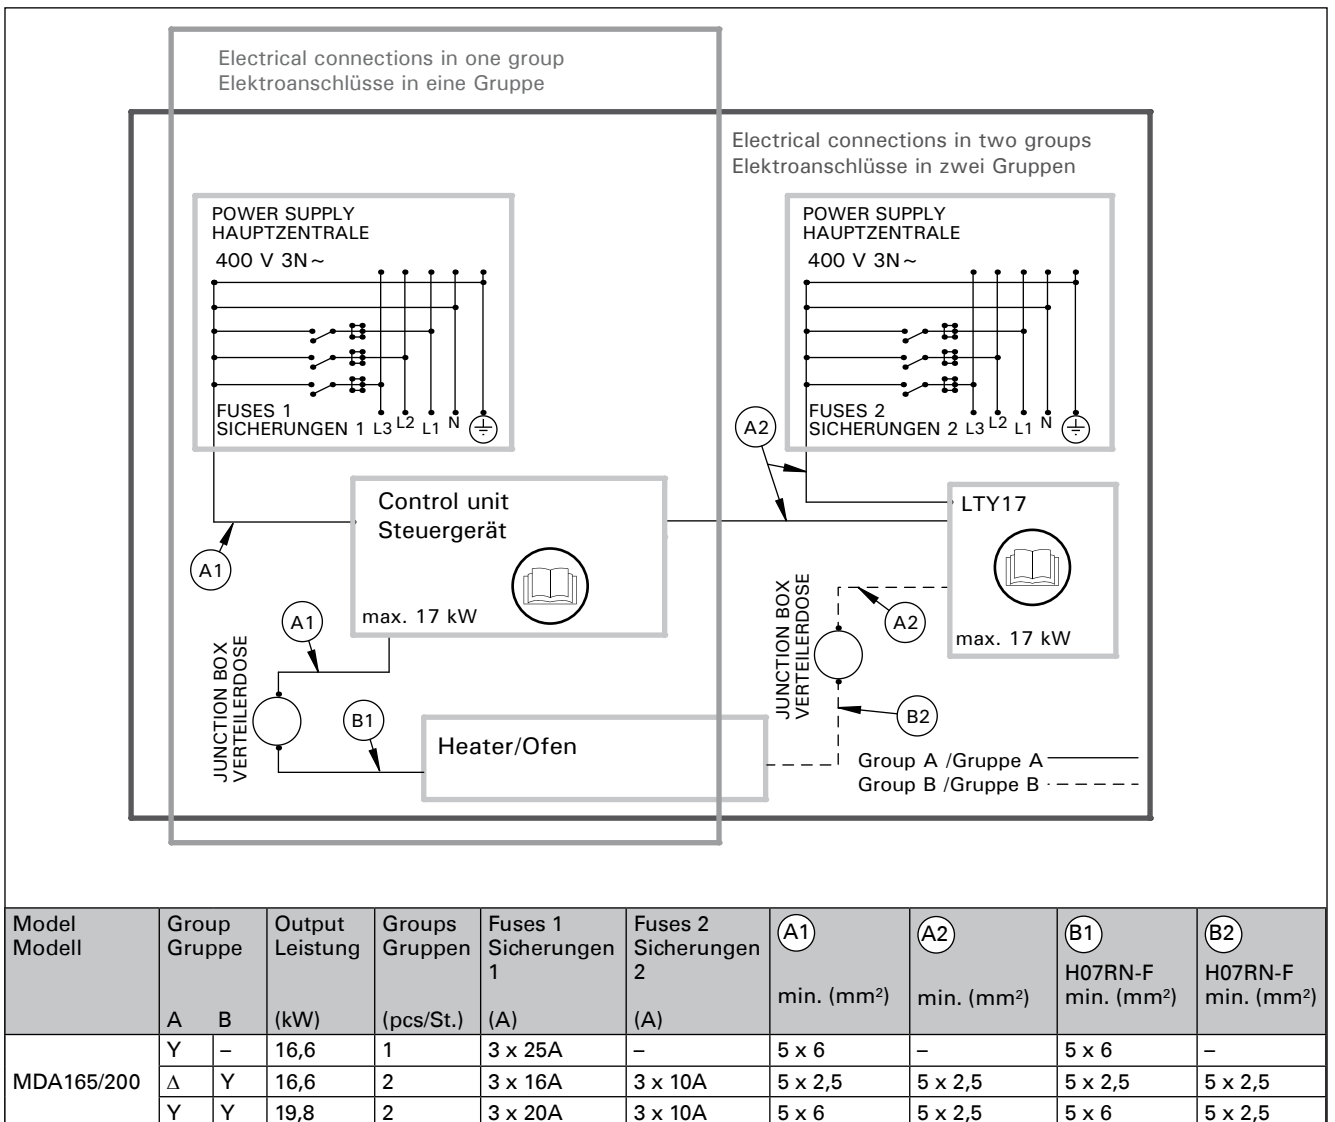 Electrical connections in one group
Elektroanschlüsse in eine Gruppe
Electrical connections in two groups
Elektroanschlüsse in zwei Gruppen
POWER SUPPLY
HAUPTZENTRALE
400 V 3N~
FUSES 1
SICHERUNGEN 1 L3 L2 L1 N
POWER SUPPLY
HAUPTZENTRALE
400 V 3N~
FUSES 2
SICHERUNGEN 2 L3 L2 L1 N
A2
Control unit
Steuergerät
max. 17 kW
LTY17
max. 17 kW
A1
A1
A2
JUNCTION BOX
VERTEILERDOSE
JUNCTION BOX
VERTEILERDOSE
B1
B2
Heater/Ofen
Group A /Gruppe A
Group B /Gruppe B
Model Group Output Groups Fuses 1 Fuses 2 A1 A2 B1 B2
Modell Gruppe Leistung Gruppen Sicherungen Sicherungen
1 2 H07RN-F H07RN-F
min. (mm²) min. (mm²) min. (mm²) min. (mm²)
A B (kW) (pcs/St.) (A) (A)
Y – 16,6 1 3 x 25A – 5 x 6 – 5 x 6 –
MDA165/200 Δ Y 16,6 2 3 x 16A 3 x 10A 5 x 2,5 5 x 2,5 5 x 2,5 5 x 2,5
Y Y 19,8 2 3 x 20A 3 x 10A 5 x 6 5 x 2,5 5 x 6 5 x 2,5